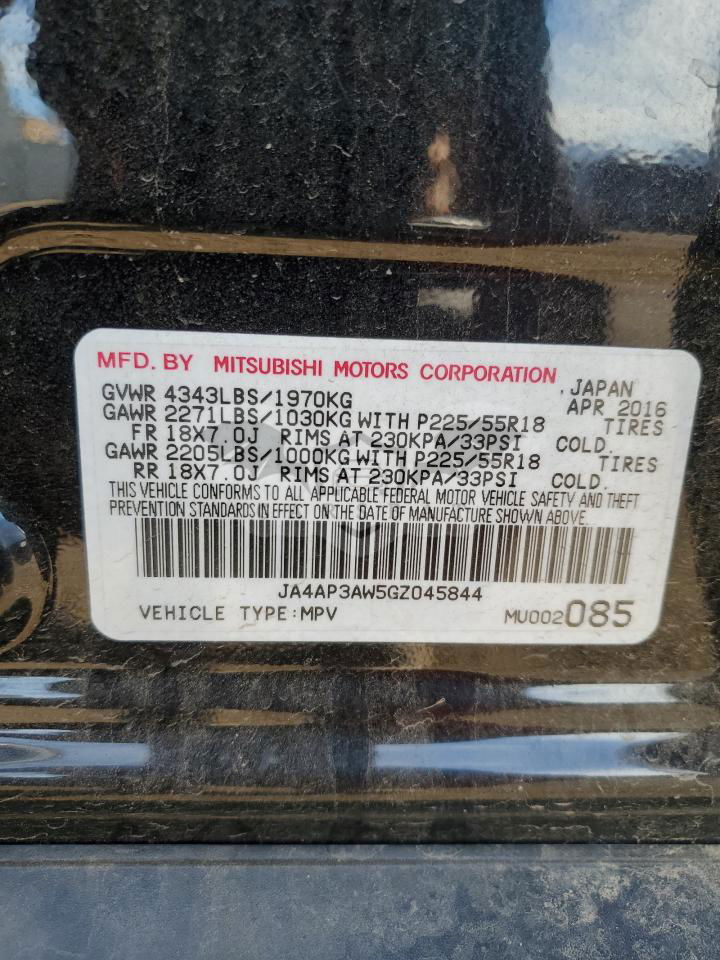 MFD. BY MITSUBISHI MOTORS CORPORATION
, JAPAN
GVWR 4343LBS/1970KG APR 2016
GAWR 2271LBS/1030KG WITH P225/55R18 TIRES
FR 18X7.0J RIMS AT 230KPA/33PSI COLD
GAWR 2205LBS/1000KG WITH P225/55R18 TIRES
RR 18X7.0J RIMS AT 230KPA/33PSI COLD.
THIS VEHICLE CONFORMS TO ALL APPLICABLE FEDERAL MOTOR VEHICLE SAFETY AND THEFT
PREVENTION STANDARDS IN EFFECT ON THE DATE OF MANUFACTURE SHOWN ABOVE.
JA4AP3AW5GZ045844
VEHICLE TYPE:MPV MU002085